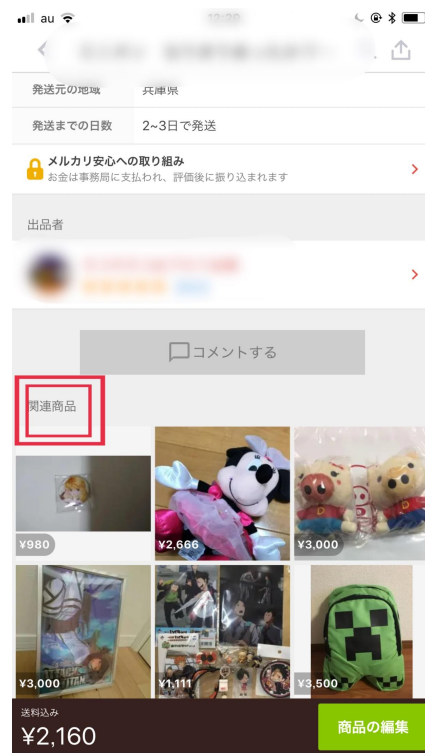 au
12:20
発送元の地域 兵庫県
発送までの日数 2~3日で発送
メルカリ安心への取り組み
お金は事務局に支払われ、評価後に振り込まれます
出品者
コメントする
関連商品
¥980
¥2,666
¥3,000
¥3,000
¥1,111
¥3,500
送料込み
¥2,160
商品の編集